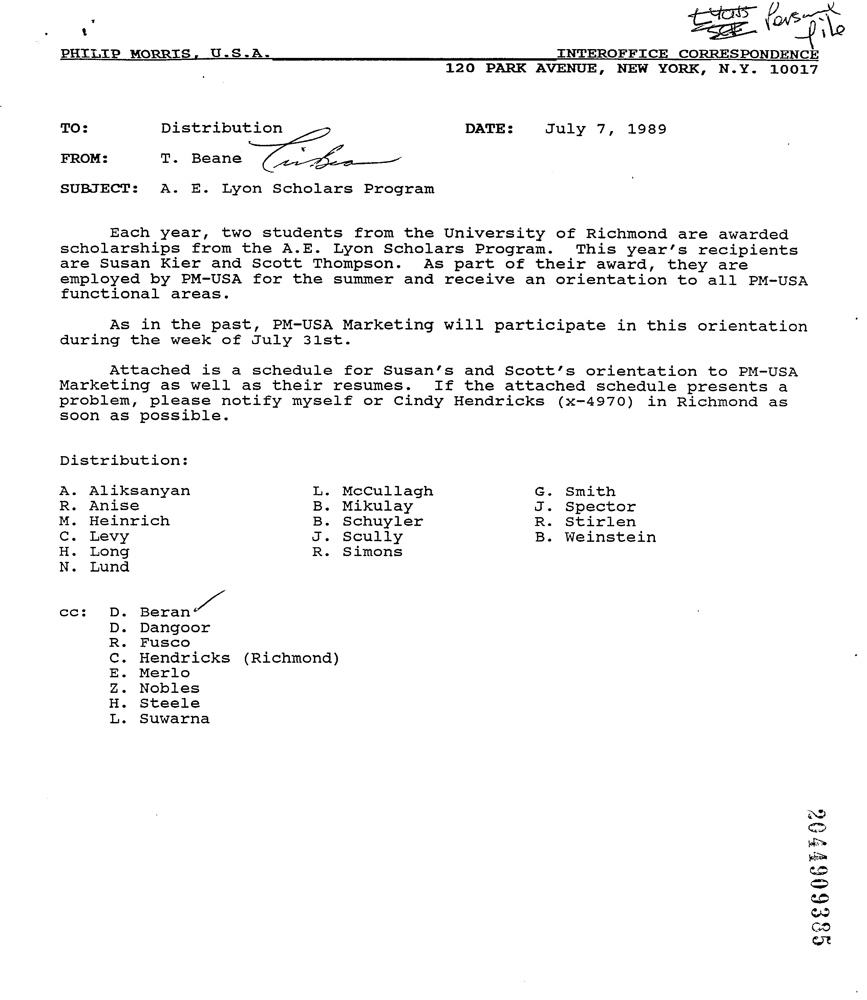 Personal
file
PHILIP MORRIS, U.S.A. INTEROFFICE CORRESPONDENCE
120 PARK AVENUE, NEW YORK, N.Y. 10017
TO: Distribution DATE: July 7, 1989
FROM: T. Beane
SUBJECT: A. E. Lyon Scholars Program
Each year, two students from the University of Richmond are awarded
scholarships from the A.E. Lyon Scholars Program. This year's recipients
are Susan Kier and Scott Thompson. As part of their award, they are
employed by PM-USA for the summer and receive an orientation to all PM-USA
functional areas.
As in the past, PM-USA Marketing will participate in this orientation
during the week of July 31st.
Attached is a schedule for Susan's and Scott's orientation to PM-USA
Marketing as well as their resumes. If the attached schedule presents a
problem, please notify myself or Cindy Hendricks (x-4970) in Richmond as
soon as possible.
Distribution:
A. Aliksanyan L. McCullagh G. Smith
R. Anise B. Mikulay J. Spector
M. Heinrich B. Schuyler R. Stirlen
C. Levy J. Scully B. Weinstein
H. Long R. Simons
N. Lund
cc: D. Beran
D. Dangoor
R. Fusco
C. Hendricks (Richmond)
E. Merlo
Z. Nobles
H. Steele
L. Suwarna
2044909385